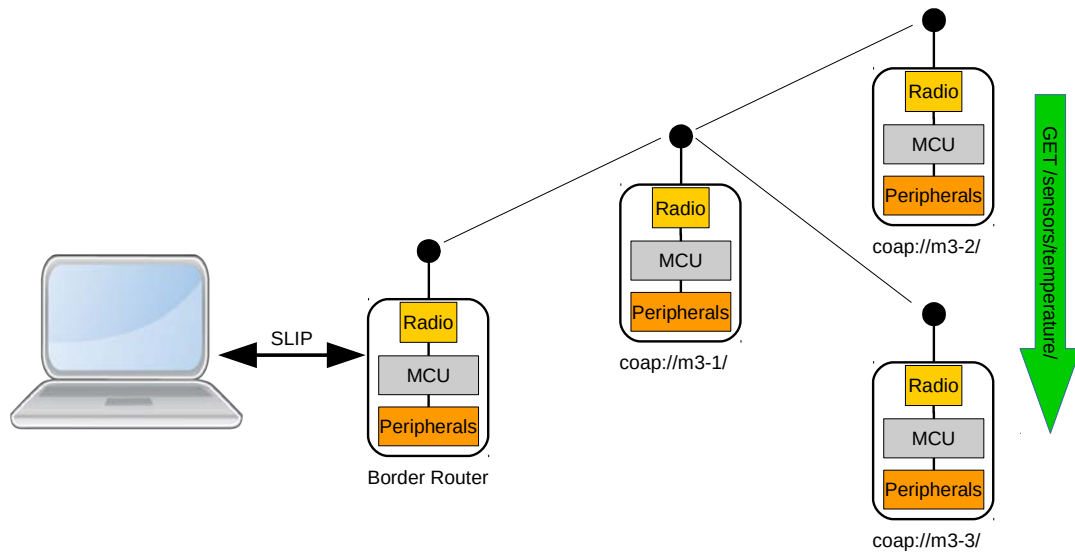 Radio
MCU
Peripherals
coap://m3-2/
GET /sensors/temperature/
Radio
MCU
Peripherals
coap://m3-1/
SLIP
Radio
MCU
Peripherals
Border Router
Radio
MCU
Peripherals
coap://m3-3/